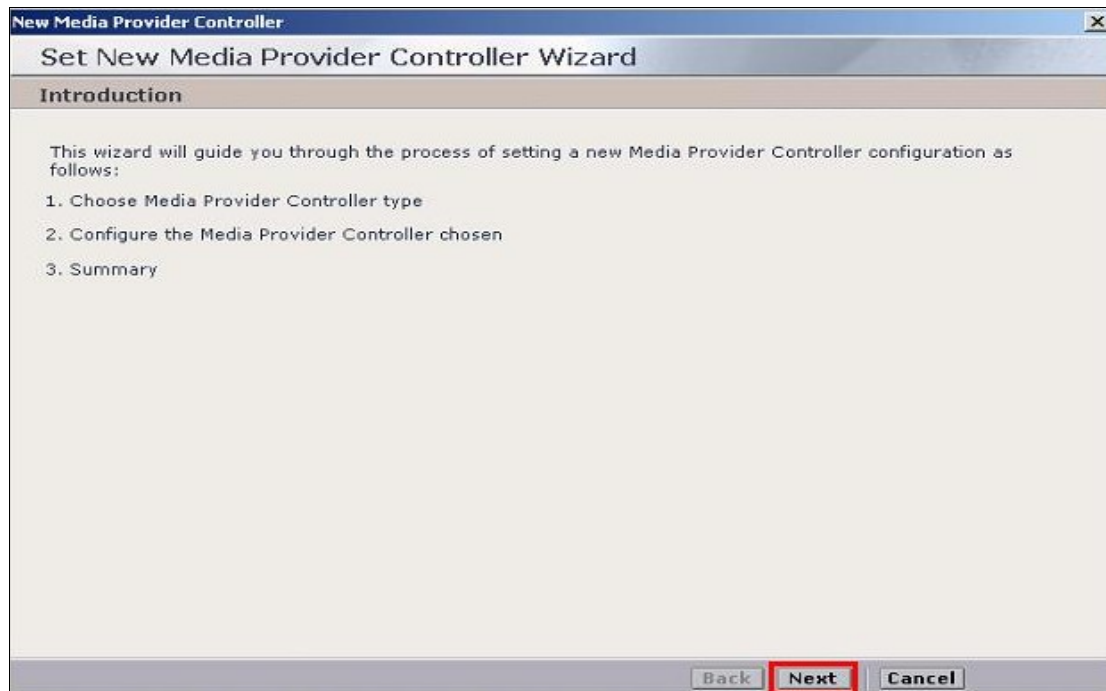 New Media Provider Controller
Set New Media Provider Controller Wizard
Introduction
This wizard will guide you through the process of setting a new Media Provider Controller configuration as
follows:
1. Choose Media Provider Controller type
2. Configure the Media Provider Controller chosen
3. Summary
Back Next Cancel